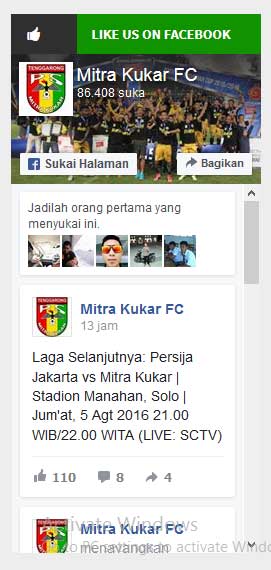 LIKE US ON FACEBOOK
TENGGARONG
Mitra Kukar FC
86.408 suka
Sukai Halaman
Bagikan
Jadilah orang pertama yang
menyukai ini.
TENGGARONG
Mitra Kukar FC
13 jam
Laga Selanjutnya: Persija
Jakarta vs Mitra Kukar |
Stadion Manahan, Solo |
Jum'at, 5 Agt 2016 21.00
WIB/22.00 WITA (LIVE: SCTV)
110 8 4
TENGGARONG
Mitra Kukar FC
menayangkan
Activate Windows
to PC settings to activate Windo